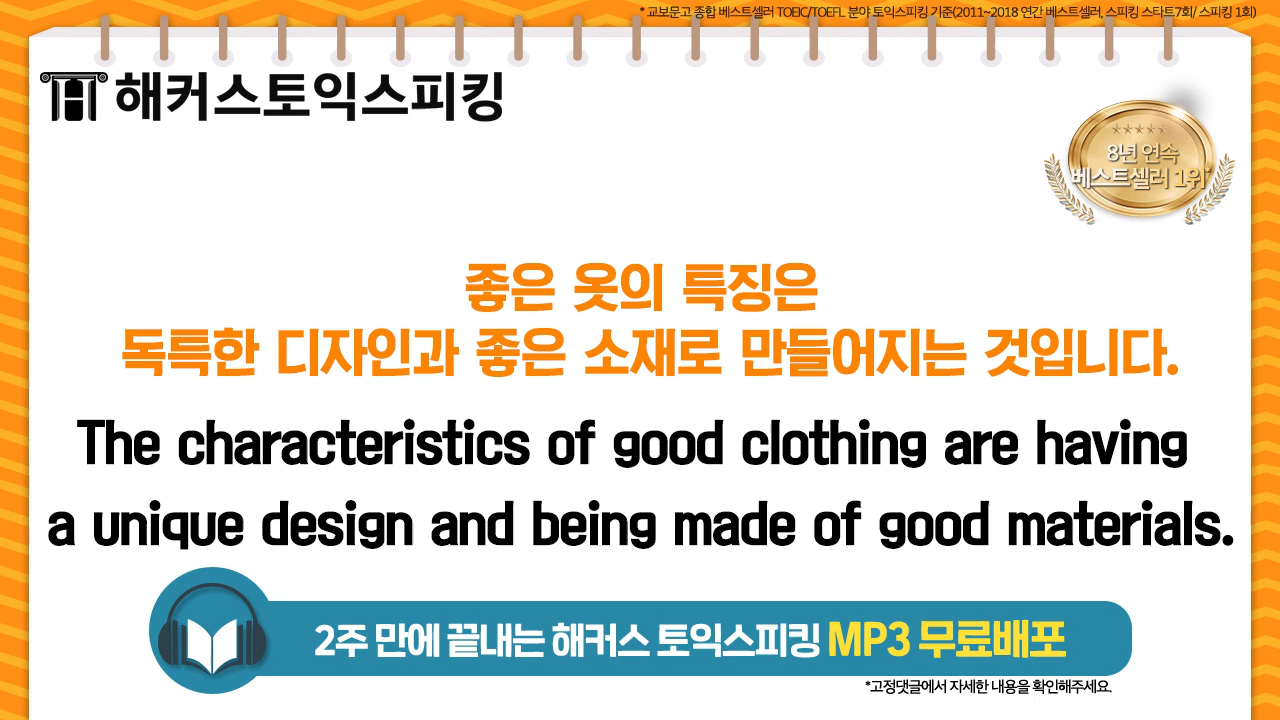 * 교보문고 종합 베스트셀러 TOEIC/TOEFL 분야 토익스피킹 기준(2011~2018 연간 베스트셀러, 스피킹 스타트7회/ 스피킹 1회)
해커스토익스피킹
8년 연속
베스트셀러 1위*
좋은 옷의 특징은
독특한 디자인과 좋은 소재로 만들어지는 것입니다.
The characteristics of good clothing are having
a unique design and being made of good materials.
2주 만에 끝내는 해커스 토익스피킹 MP3 무료배포
*고정댓글에서 자세한 내용을 확인해주세요.